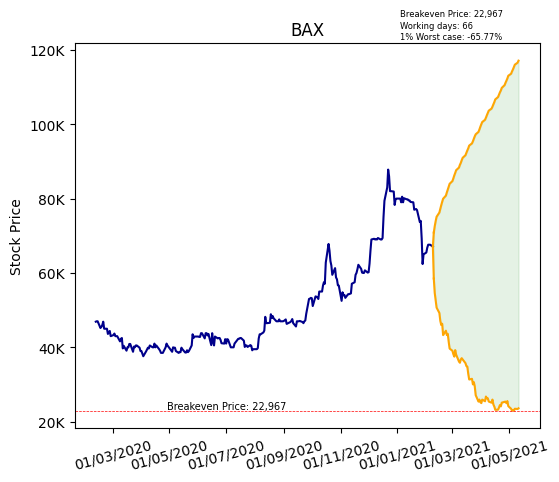 Breakeven Price: 22,967
Working days: 66
1% Worst case: -65.77%
BAX
120K
100K
80K
60K
40K
20K
Stock Price
Breakeven Price: 22,967
01/03/2020
01/05/2020
01/07/2020
01/09/2020
01/11/2020
01/01/2021
01/03/2021
01/05/2021